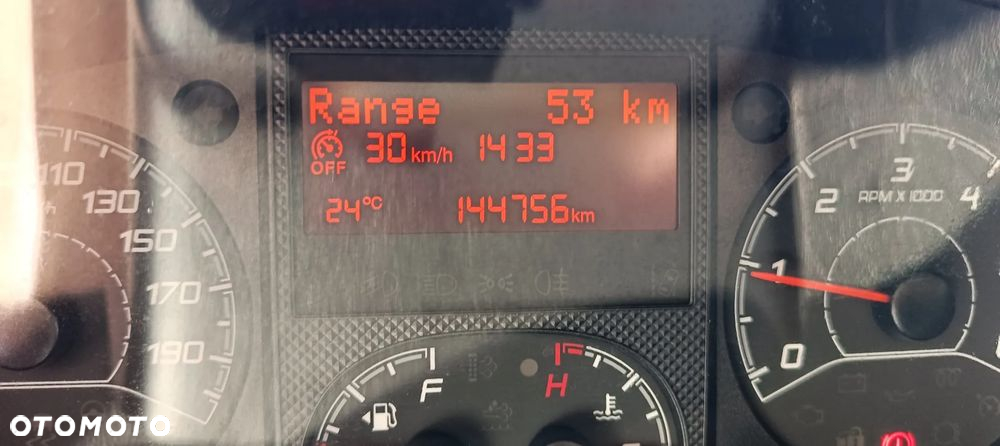 Range 53 km
OFF 30 km/h 14 33
24°C 144756 km
110
130
150
170
190
0
1
2
3
4
RPM X 1000
F
H
OTOMOTO